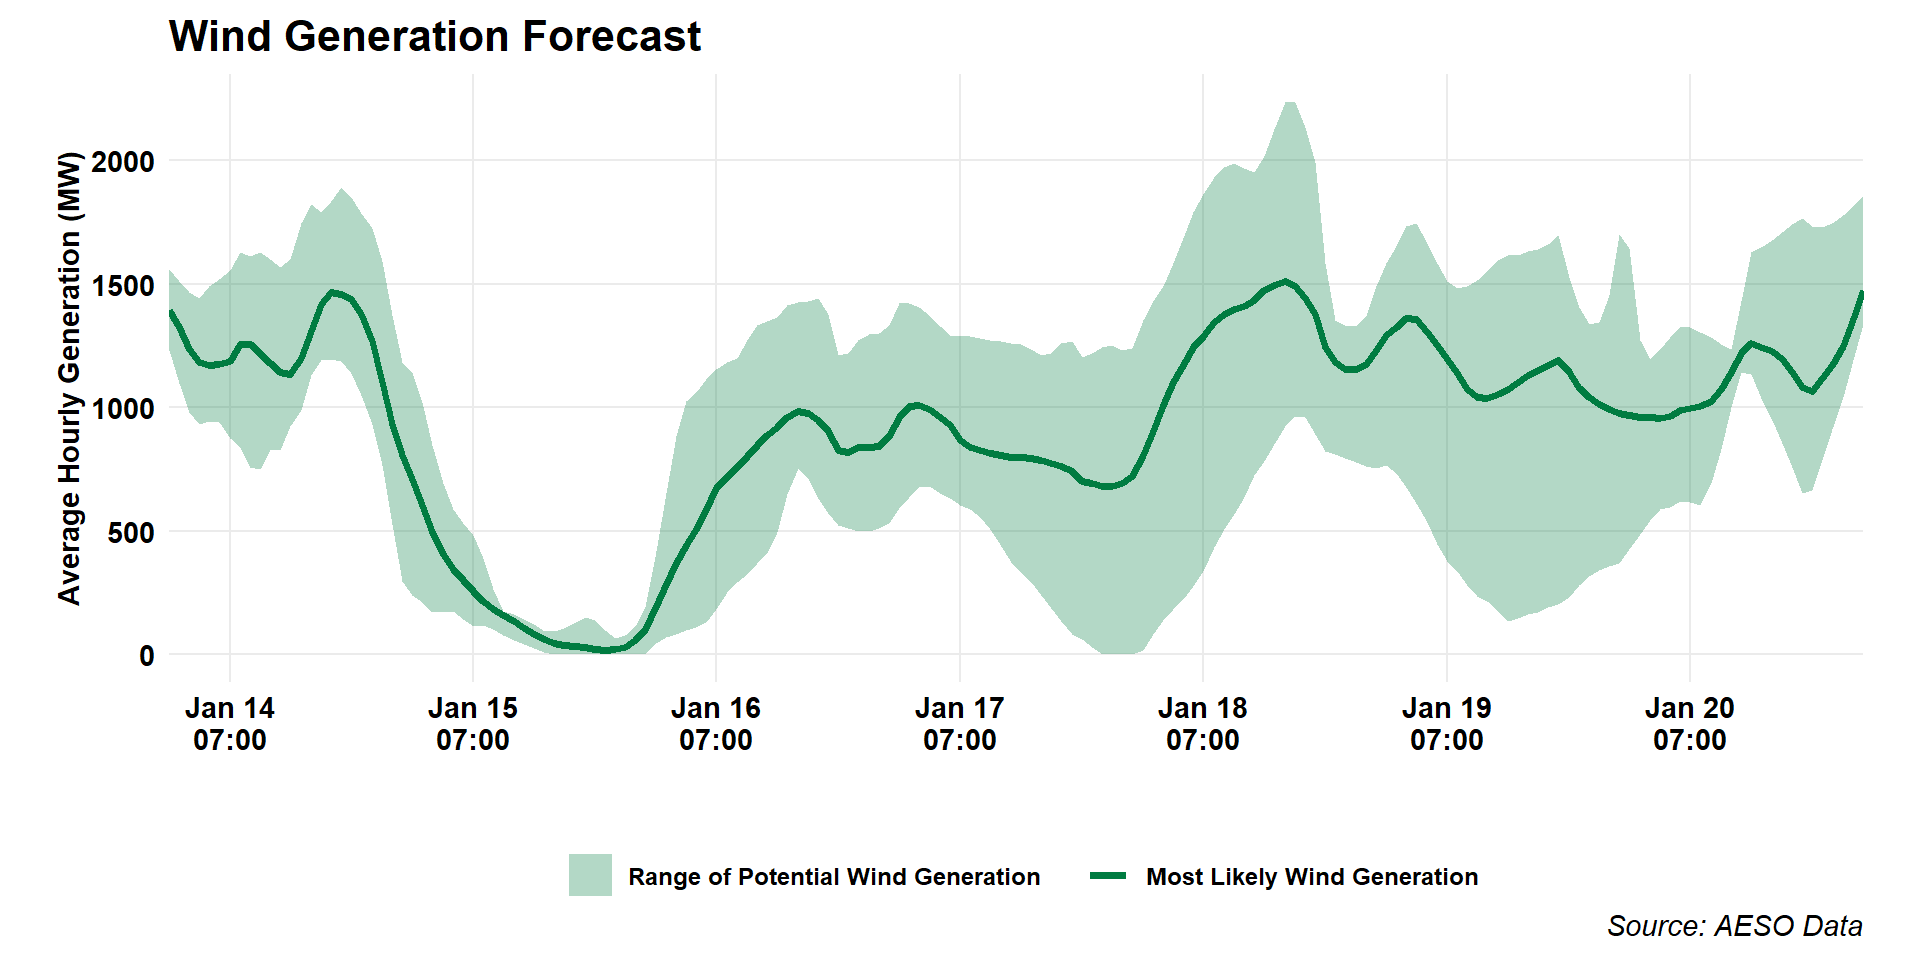 Wind Generation Forecast
Average Hourly Generation (MW)
2000
1500
1000
500
0
Jan 14 Jan 15 Jan 16 Jan 17 Jan 18 Jan 19 Jan 20
07:00 07:00 07:00 07:00 07:00 07:00 07:00
Range of Potential Wind Generation Most Likely Wind Generation
Source: AESO Data